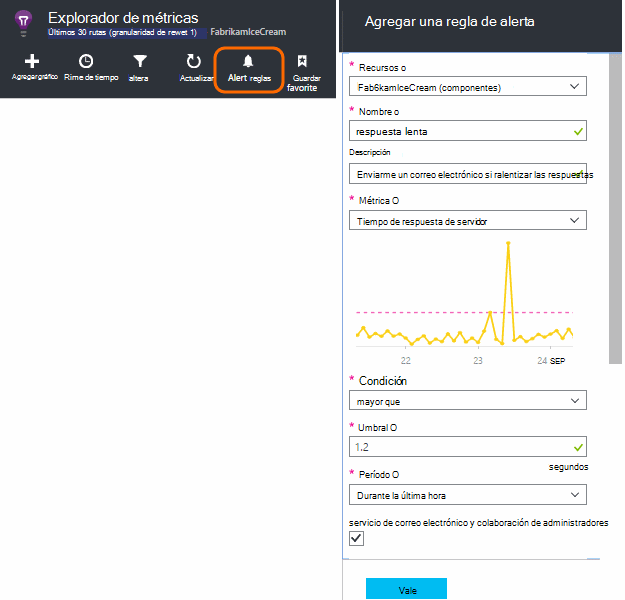 Explorador de métricas
Últimos 30 rutas (granularidad de rewet 1) FabrikamIceCream
Agregar gráfico Rime de tiempo altera Actualizar Alert reglas Guardar
favorite
Agregar una regla de alerta
* Recursos o
Fab6kamIceCream (componentes)
* Nombre o
respuesta lenta
Descripción
Enviarme un correo electrónico si ralentizar las respuestas
* Métrica O
Tiempo de respuesta de servidor
22 23 24 SEP
* Condición
mayor que
* Umbral O
1.2
segundos
* Período O
Durante la última hora
servicio de correo electrónico y colaboración de administradores
Vale